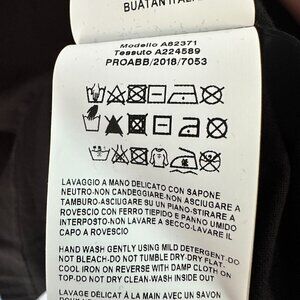 Modello A82371
Tessuto A224589
PROABB/2018/7053
LAVAGGIO A MANO DELICATO CON SAPONE
NEUTRO-NON CANDEGGIARE-NON ASCIUGARE A
TAMBURO-ASCIUGARE SU UN PIANO-STIRARE A
ROVESCIO CON FERRO TIEPIDO E PANNO UMIDO
INTERPOSTO-NON LAVARE A SECCO-LAVARE IL
CAPO A ROVESCIO
HAND WASH GENTLY USING MILD DETERGENT-DO
NOT BLEACH-DO NOT TUMBLE DRY-DRY FLAT-
COOL IRON ON REVERSE WITH DAMP CLOTH ON
TOP-DO NOT DRY CLEAN-WASH INSIDE OUT
LAVAGE DÉLICAT À LA MAIN AVEC UN SAVON